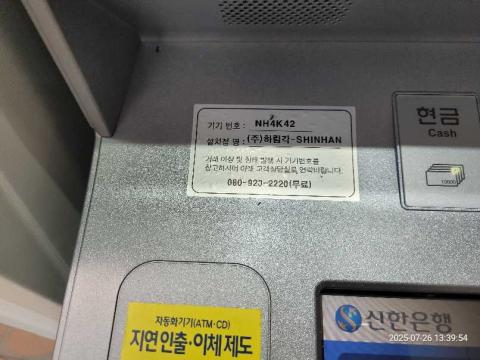 기기 번호 : NH4K42
설치점 명 : (주)하림각-SHINHAN
거래 이상 및 장애 발생 시 기기번호를
참고하시어 아래 고객상담실로 연락바랍니다.
080-923-2220(무료)
현금
Cash
10000
자동화기기(ATM·CD)
지연 인출·이체 제도
신한은행
2025-07-26 13:39:54